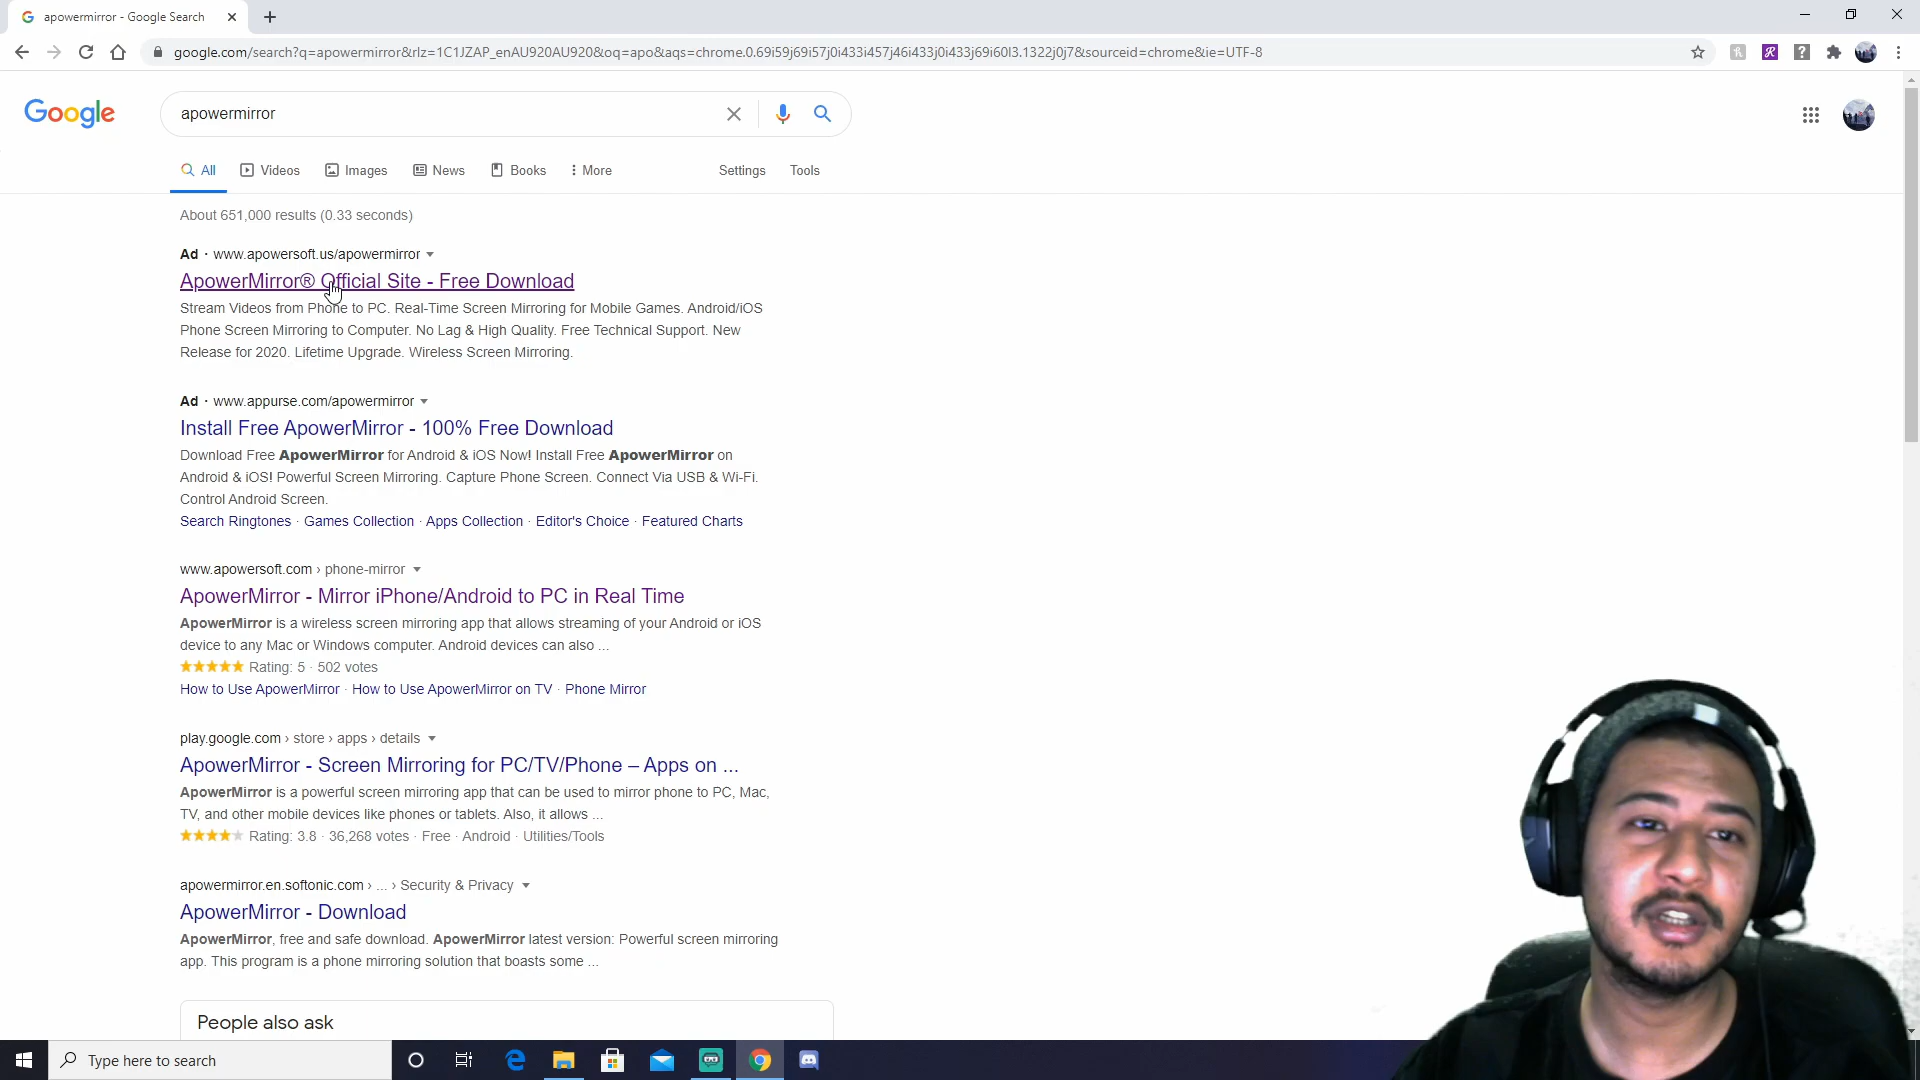 apowermirror - Google Search
google.com/search?q=apowermirror&rlz=1C1JZAP_enAU920AU920&oq=apo&aqs=chrome.0.69i59j69i57j0i433i457j46i433j0i433j69i60l3.1322j0j7&sourceid=chrome&ie=UTF-8
Google
apowermirror
All Videos Images News Books More Settings Tools
About 651,000 results (0.33 seconds)
Ad · www.apowersoft.us/apowermirror
ApowerMirror® Official Site - Free Download
Stream Videos from Phone to PC. Real-Time Screen Mirroring for Mobile Games. Android/iOS
Phone Screen Mirroring to Computer. No Lag & High Quality. Free Technical Support. New
Release for 2020. Lifetime Upgrade. Wireless Screen Mirroring.
Ad · www.appurse.com/apowermirror
Install Free ApowerMirror - 100% Free Download
Download Free ApowerMirror for Android & iOS Now! Install Free ApowerMirror on
Android & iOS! Powerful Screen Mirroring. Capture Phone Screen. Connect Via USB & Wi-Fi.
Control Android Screen.
Search Ringtones · Games Collection · Apps Collection · Editor's Choice · Featured Charts
www.apowersoft.com › phone-mirror
ApowerMirror - Mirror iPhone/Android to PC in Real Time
ApowerMirror is a wireless screen mirroring app that allows streaming of your Android or iOS
device to any Mac or Windows computer. Android devices can also ...
Rating: 5 · 502 votes
How to Use ApowerMirror · How to Use ApowerMirror on TV · Phone Mirror
play.google.com › store › apps › details
ApowerMirror - Screen Mirroring for PC/TV/Phone – Apps on ...
ApowerMirror is a powerful screen mirroring app that can be used to mirror phone to PC, Mac,
TV, and other mobile devices like phones or tablets. Also, it allows ...
Rating: 3.8 · 36,268 votes · Free · Android · Utilities/Tools
apowermirror.en.softonic.com › ... › Security & Privacy
ApowerMirror - Download
ApowerMirror, free and safe download. ApowerMirror latest version: Powerful screen mirroring
app. This program is a phone mirroring solution that boasts some ...
People also ask
Type here to search